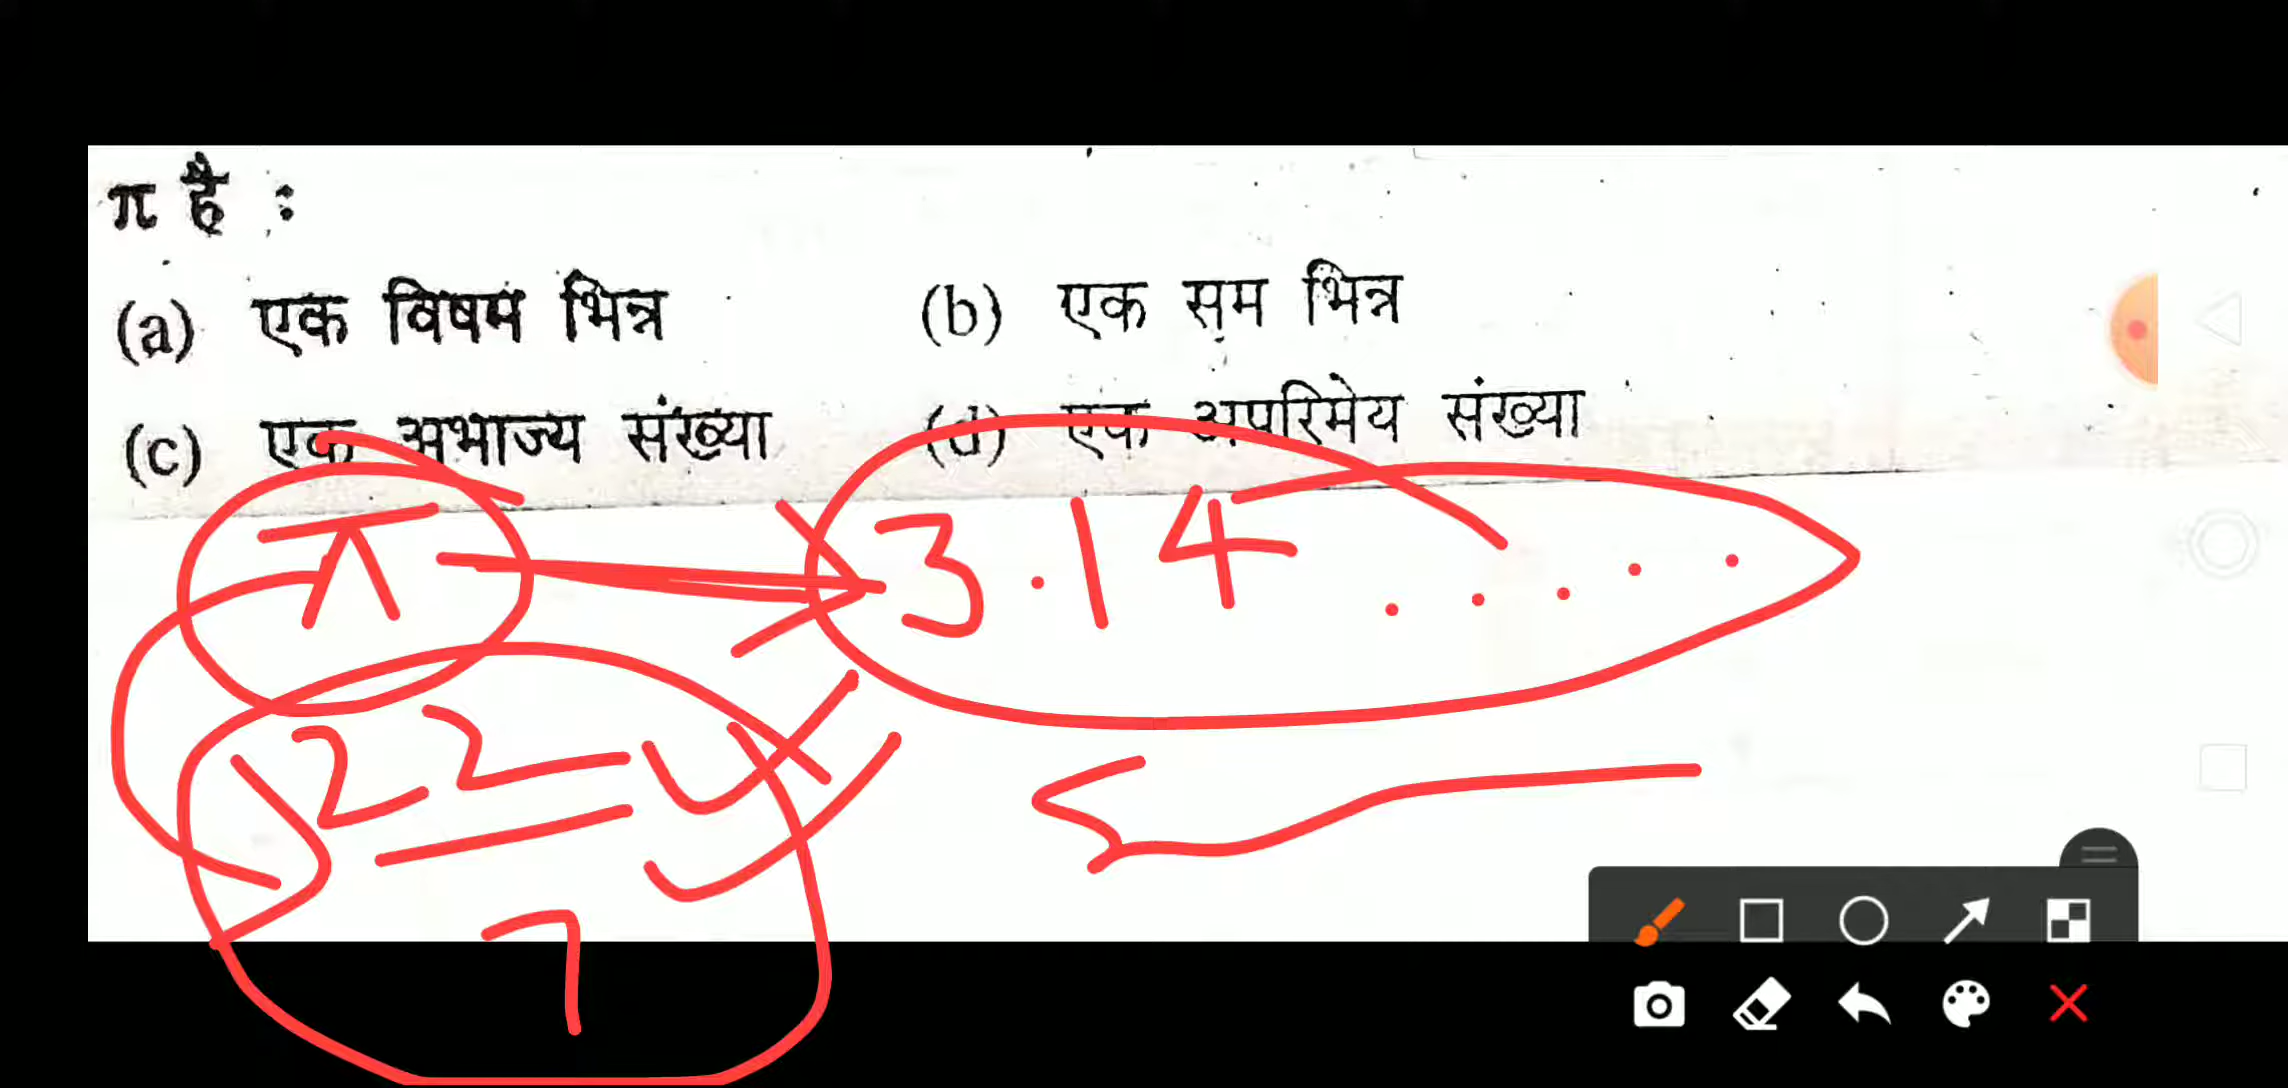 π है :
(a) एक विषम भिन्न (b) एक सम भिन्न
(c) एक अभाज्य संख्या (d) एक अपरिमेय संख्या
π → 3.14 . . . . .
22
7